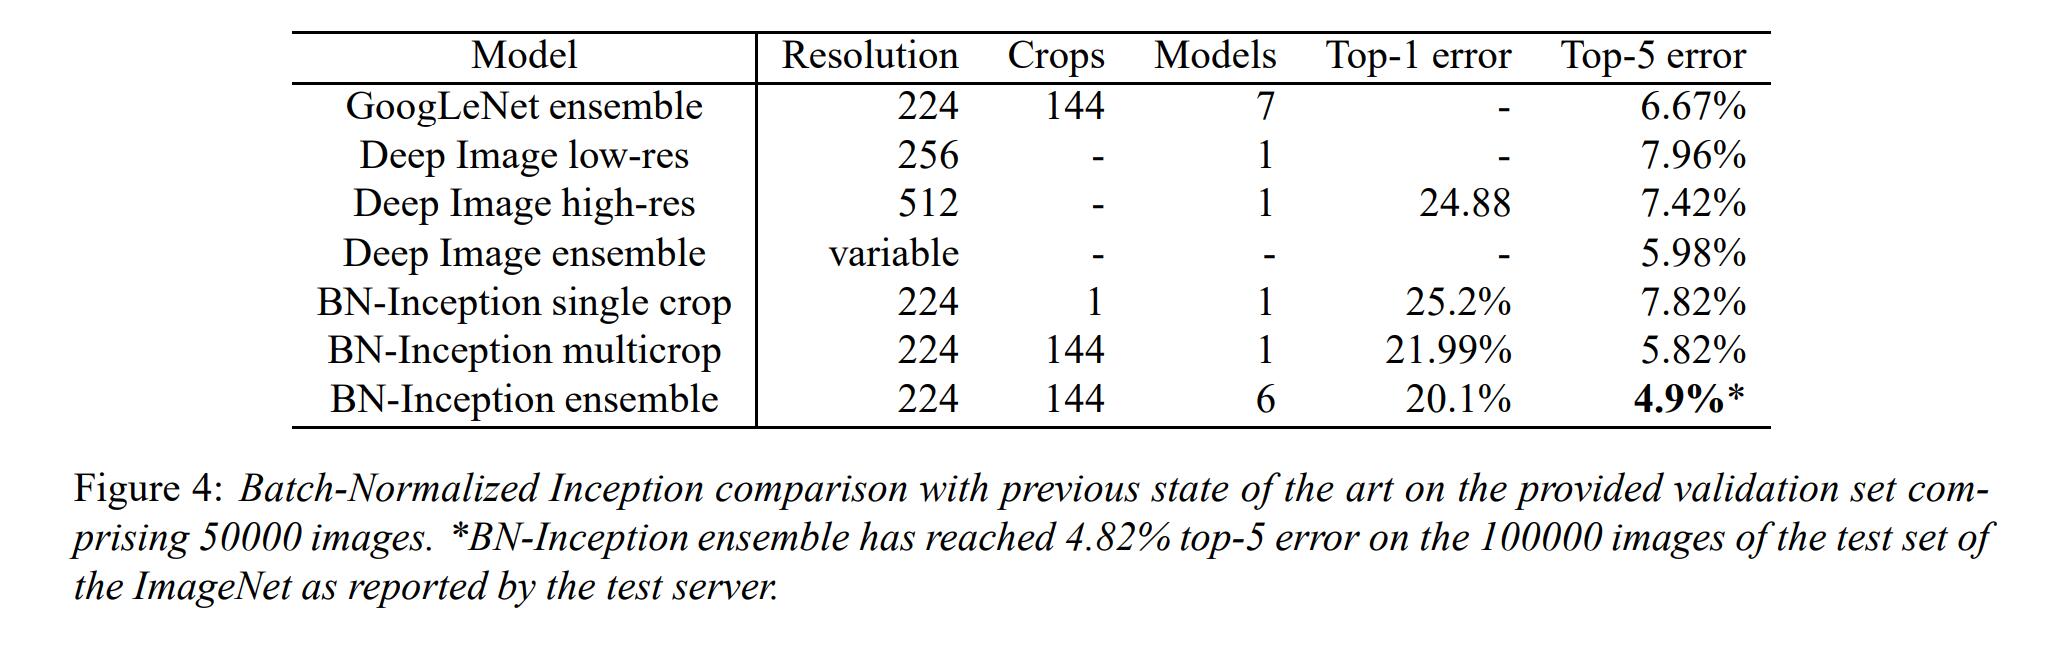 Model Resolution Crops Models Top-1 error Top-5 error
GoogLeNet ensemble 224 144 7 - 6.67%
Deep Image low-res 256 - 1 - 7.96%
Deep Image high-res 512 - 1 24.88 7.42%
Deep Image ensemble variable - - - 5.98%
BN-Inception single crop 224 1 1 25.2% 7.82%
BN-Inception multicrop 224 144 1 21.99% 5.82%
BN-Inception ensemble 224 144 6 20.1% 4.9%*
Figure 4: Batch-Normalized Inception comparison with previous state of the art on the provided validation set com-
prising 50000 images. *BN-Inception ensemble has reached 4.82% top-5 error on the 100000 images of the test set of
the ImageNet as reported by the test server.